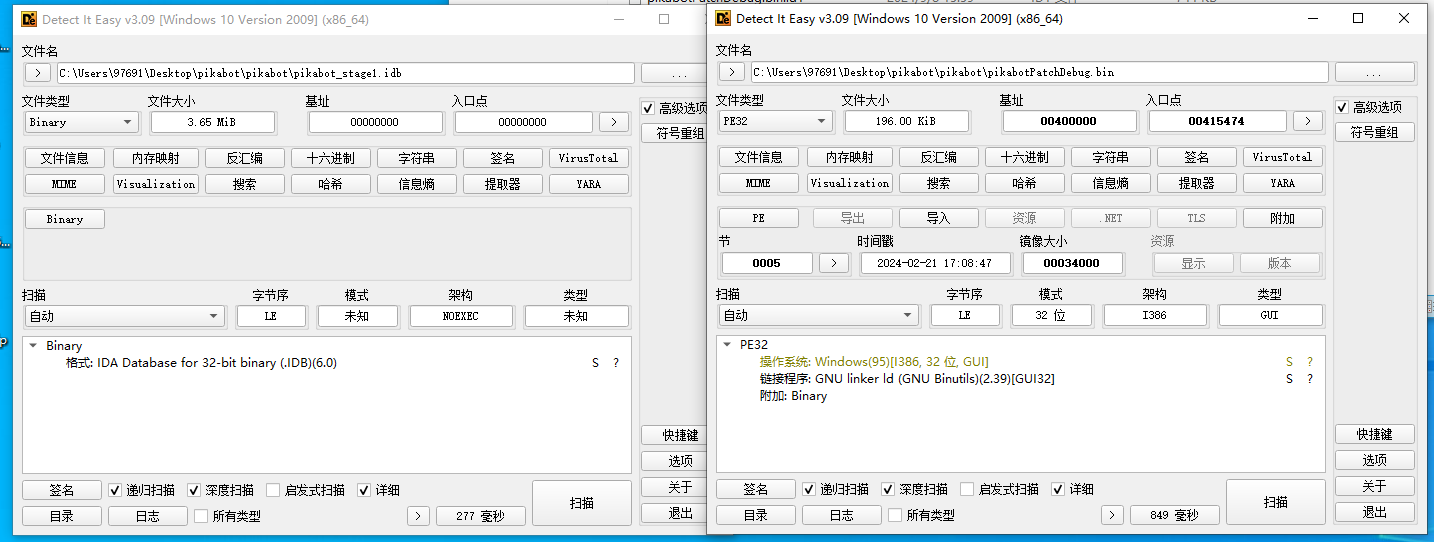 Detect It Easy v3.09 [Windows 10 Version 2009] (x86_64)
文件名
> C:\Users\97691\Desktop\pikabot\pikabot\pikabot_stage1.idb ...
文件类型 文件大小 基址 入口点
Binary 3.65 MiB 00000000 00000000 >
高级选项
符号重组
文件信息 内存映射 反汇编 十六进制 字符串 签名 VirusTotal
MIME Visualization 搜索 哈希 信息熵 提取器 YARA
Binary
扫描 字节序 模式 架构 类型
自动 LE 未知 NOEXEC 未知
Binary
格式: IDA Database for 32-bit binary (.IDB)(6.0) S ?
快捷键
选项
关于
退出
签名 递归扫描 深度扫描 启发式扫描 详细 扫描
目录 日志 所有类型 > 277 毫秒
Detect It Easy v3.09 [Windows 10 Version 2009] (x86_64)
文件名
> C:\Users\97691\Desktop\pikabot\pikabot\pikabotPatchDebug.bin ...
文件类型 文件大小 基址 入口点
PE32 196.00 KiB 00400000 00415474 >
高级选项
符号重组
文件信息 内存映射 反汇编 十六进制 字符串 签名 VirusTotal
MIME Visualization 搜索 哈希 信息熵 提取器 YARA
PE 导出 导入 资源 .NET TLS 附加
节 时间戳 镜像大小 资源
0005 > 2024-02-21 17:08:47 00034000 显示 版本
扫描 字节序 模式 架构 类型
自动 LE 32 位 I386 GUI
PE32
操作系统: Windows(95)[I386, 32 位, GUI] S ?
链接程序: GNU linker ld (GNU Binutils)(2.39)[GUI32] S ?
附加: Binary
快捷键
选项
关于
退出
签名 递归扫描 深度扫描 启发式扫描 详细 扫描
目录 日志 所有类型 > 849 毫秒